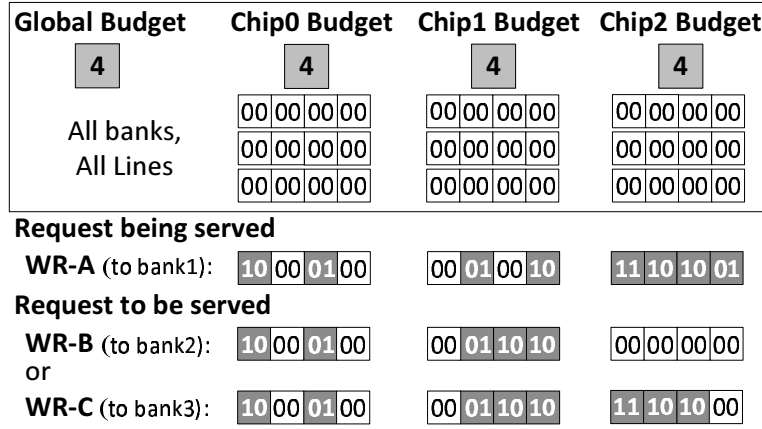 Global Budget Chip0 Budget Chip1 Budget Chip2 Budget
4 4 4 4
All banks,
All Lines
00 00 00 00 00 00 00 00 00 00 00 00
00 00 00 00 00 00 00 00 00 00 00 00
00 00 00 00 00 00 00 00 00 00 00 00
Request being served
WR-A (to bank1): 10 00 01 00 00 01 00 10 11 10 10 01
Request to be served
WR-B (to bank2): 10 00 01 00 00 01 10 10 00 00 00 00
or
WR-C (to bank3): 10 00 01 00 00 01 10 10 11 10 10 00